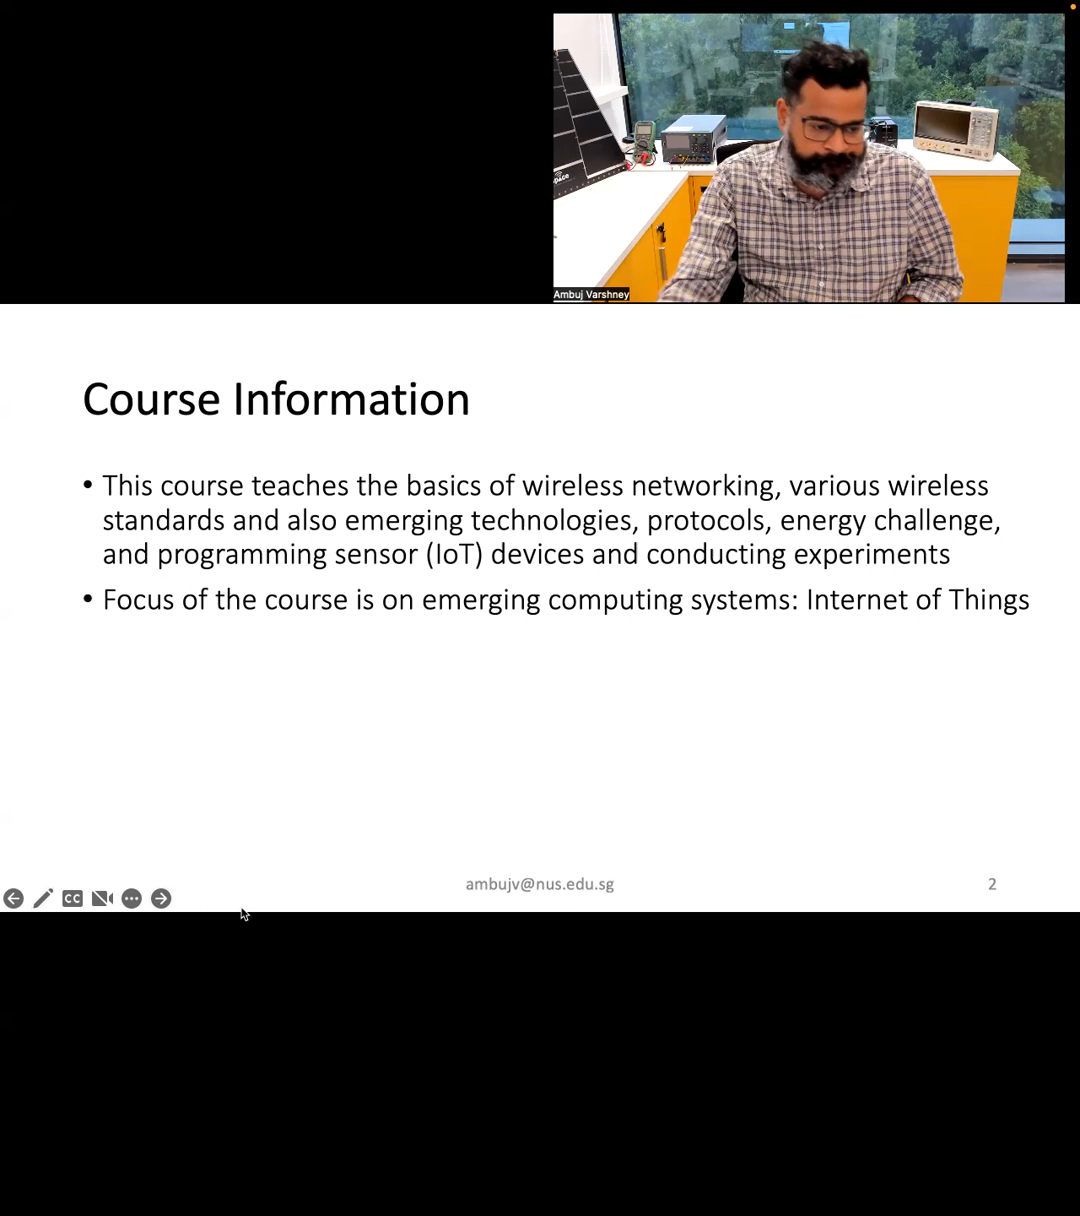 Ambuj Varshney
Course Information
• This course teaches the basics of wireless networking, various wireless
standards and also emerging technologies, protocols, energy challenge,
and programming sensor (IoT) devices and conducting experiments
• Focus of the course is on emerging computing systems: Internet of Things
CC
ambujv@nus.edu.sg
2